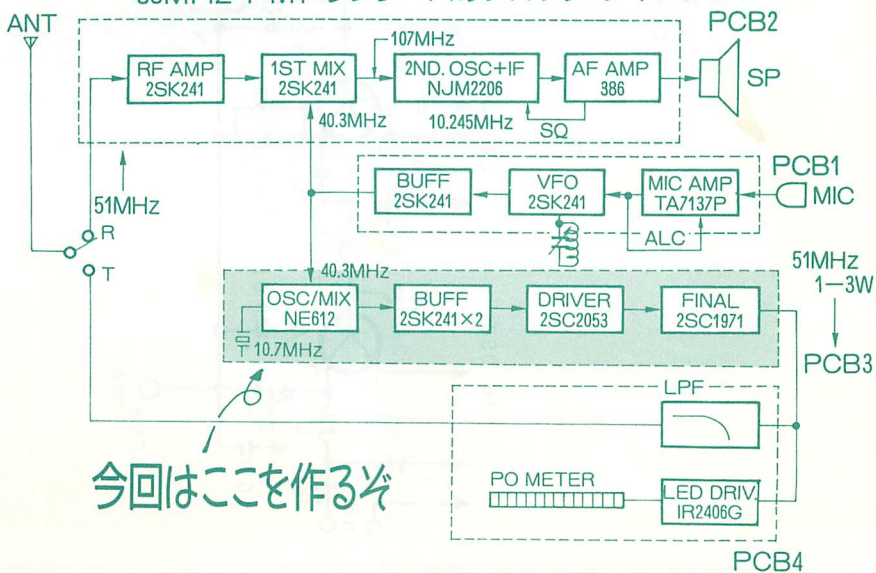 ANT
PCB2
RF AMP
2SK241
1ST MIX
2SK241
107MHz
2ND. OSC+IF
NJM2206
AF AMP
386
SP
40.3MHz
10.245MHz
SQ
51MHz
R
T
BUFF
2SK241
VFO
2SK241
MIC AMP
TA7137P
PCB1
MIC
ALC
40.3MHz
OSC/MIX
NE612
BUFF
2SK241×2
DRIVER
2SC2053
FINAL
2SC1971
51MHz
1—3W
10.7MHz
PCB3
LPF
今回はここを作るぞ
PO METER
LED DRIV.
IR2406G
PCB4